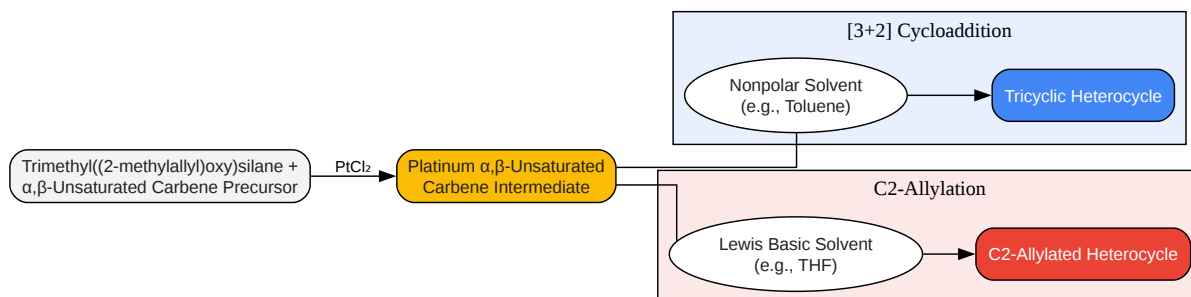 [3+2] Cycloaddition
Nonpolar Solvent
(e.g., Toluene)
Tricyclic Heterocycle
Trimethyl((2-methylallyl)oxy)silane +
α,β-Unsaturated Carbene Precursor
PtCl₂
Platinum α,β-Unsaturated
Carbene Intermediate
C2-Allylation
Lewis Basic Solvent
(e.g., THF)
C2-Allylated Heterocycle